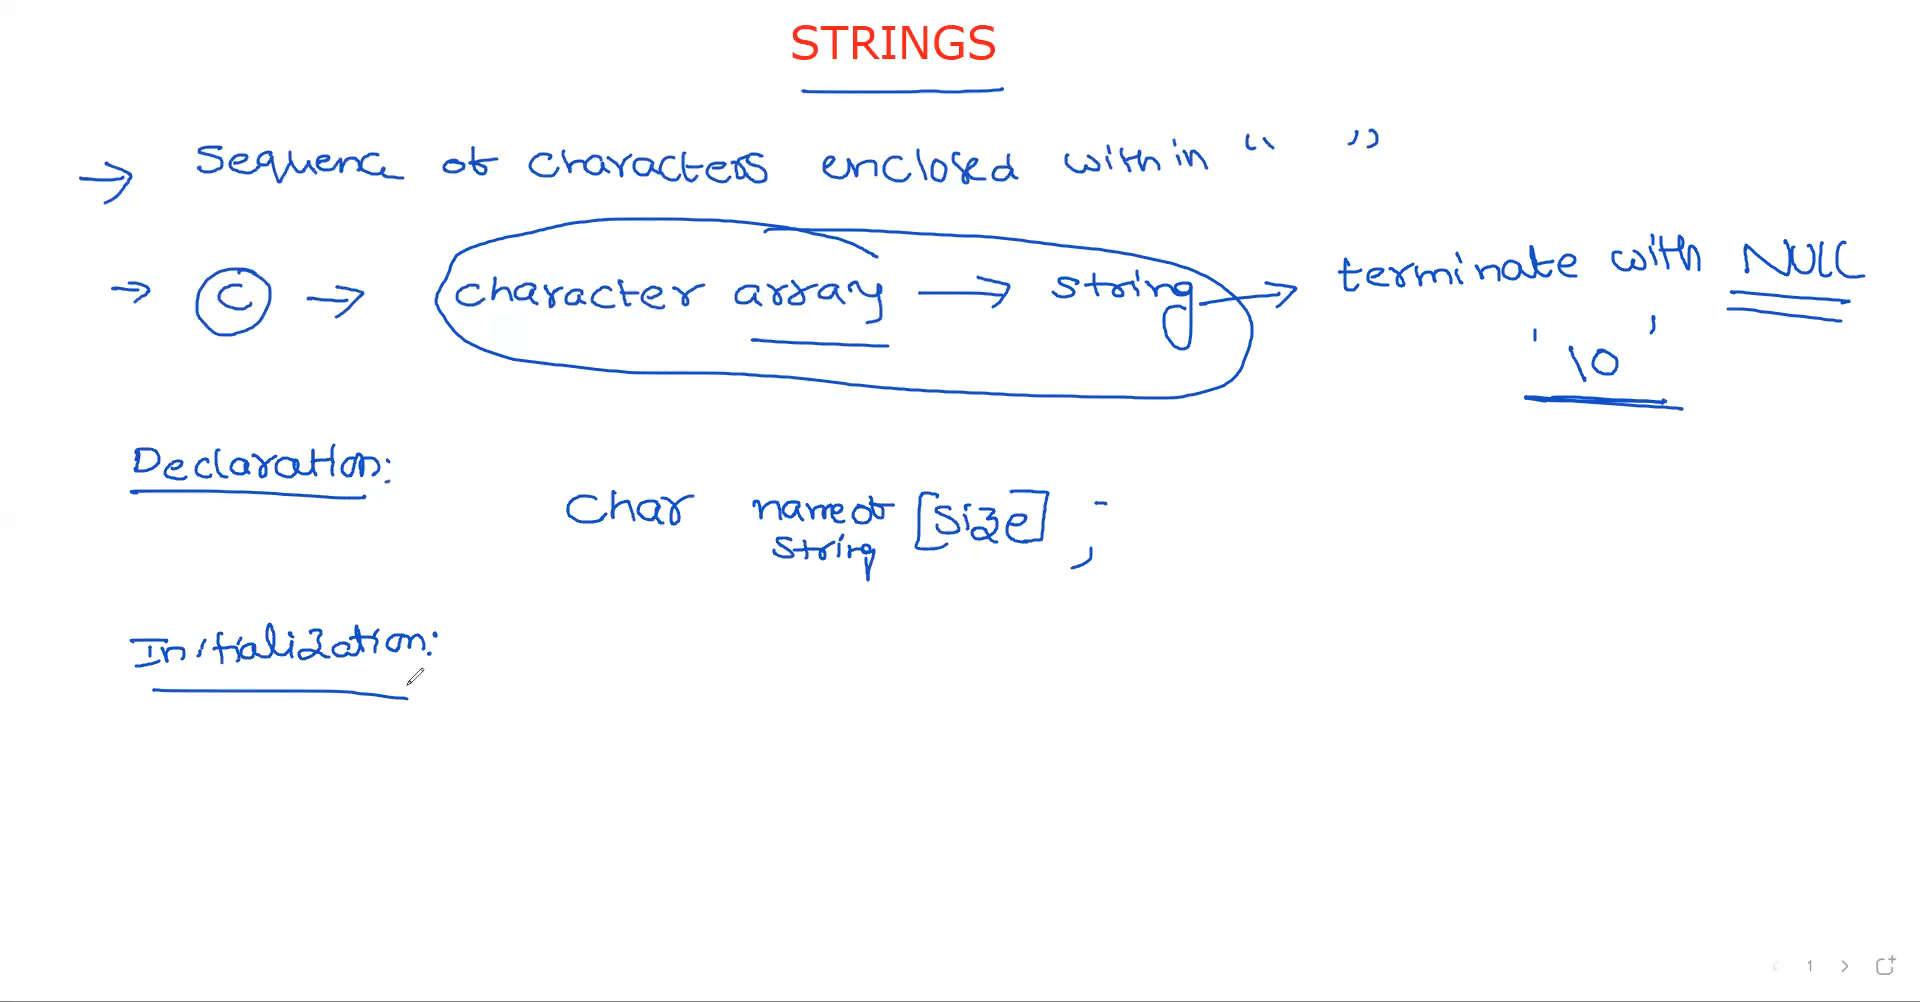 STRINGS
→ Sequence of characters enclosed within “ ”
→ C → character array → string → terminate with NULL
'\0'
Declaration:
Char name of string [size] ;
Initialization:
1